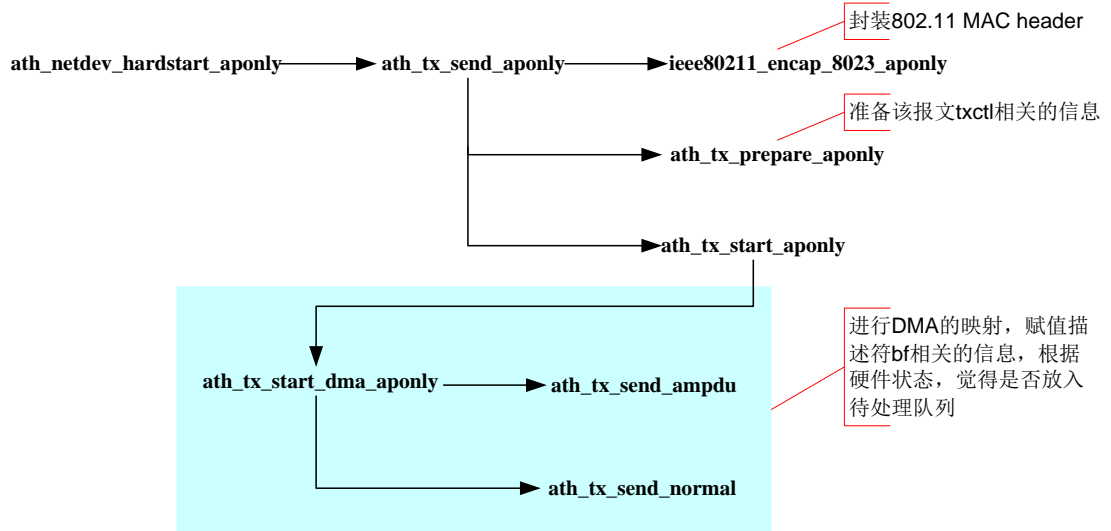 封装802.11 MAC header
ath_netdev_hardstart_aponly
ath_tx_send_aponly
ieee80211_encap_8023_aponly
准备该报文txctl相关的信息
ath_tx_prepare_aponly
ath_tx_start_aponly
进行DMA的映射，赋值描
述符bf相关的信息，根据
硬件状态，觉得是否放入
待处理队列
ath_tx_start_dma_aponly
ath_tx_send_ampdu
ath_tx_send_normal